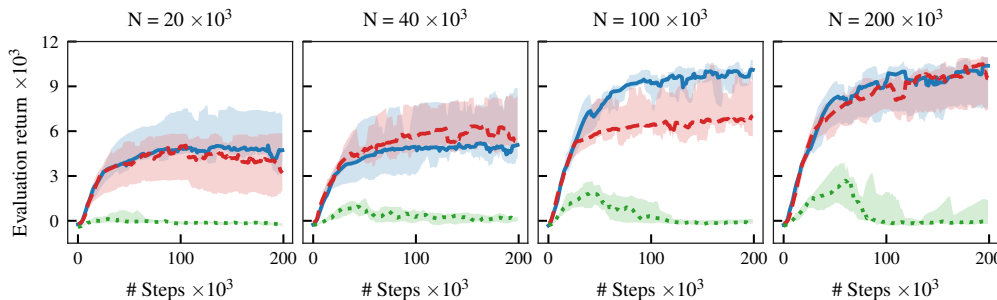 N = 20 ×10³ N = 40 ×10³ N = 100 ×10³ N = 200 ×10³
Evaluation return ×10³
12
9
6
3
0
0 100 200 0 100 200 0 100 200 0 100 200
# Steps ×10³ # Steps ×10³ # Steps ×10³ # Steps ×10³